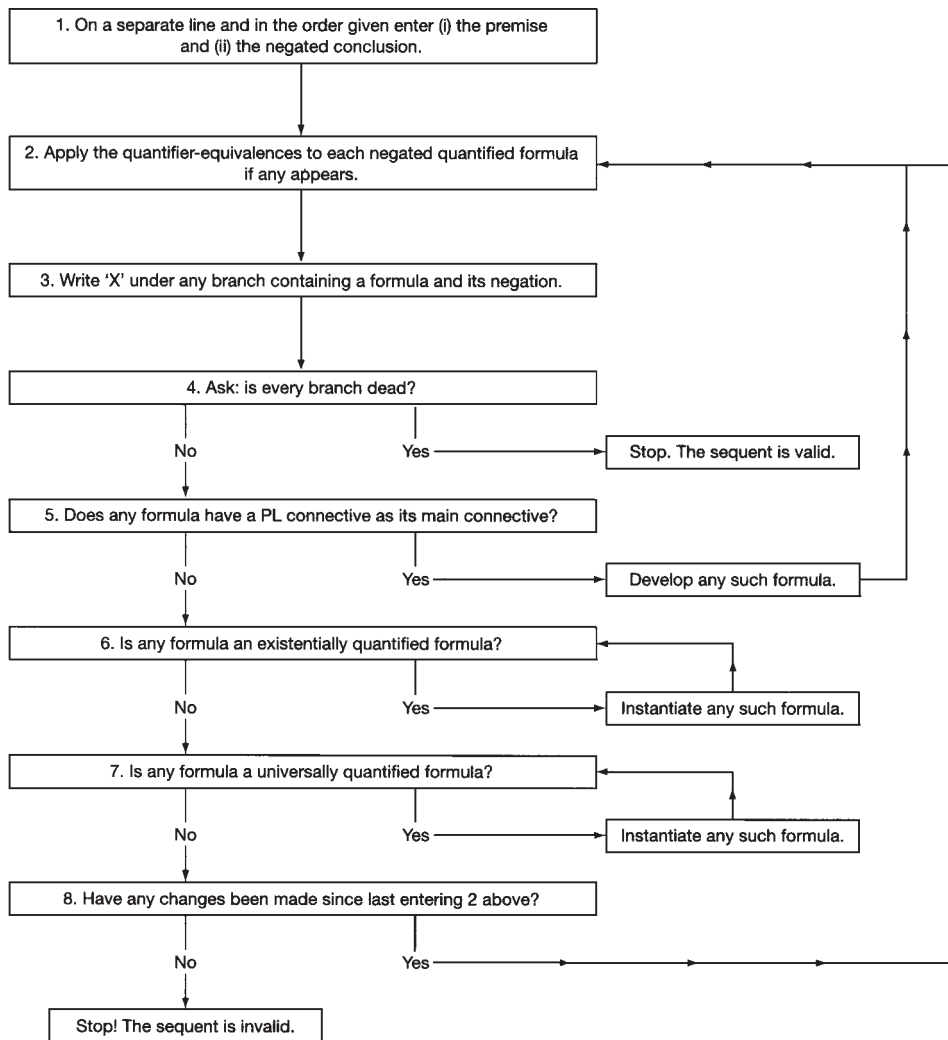 1. On a separate line and in the order given enter (i) the premise
and (ii) the negated conclusion.
2. Apply the quantifier-equivalences to each negated quantified formula
if any appears.
3. Write ‘X’ under any branch containing a formula and its negation.
4. Ask: is every branch dead?
No
Yes
Stop. The sequent is valid.
5. Does any formula have a PL connective as its main connective?
No
Yes
Develop any such formula.
6. Is any formula an existentially quantified formula?
No
Yes
Instantiate any such formula.
7. Is any formula a universally quantified formula?
No
Yes
Instantiate any such formula.
8. Have any changes been made since last entering 2 above?
No
Yes
Stop! The sequent is invalid.